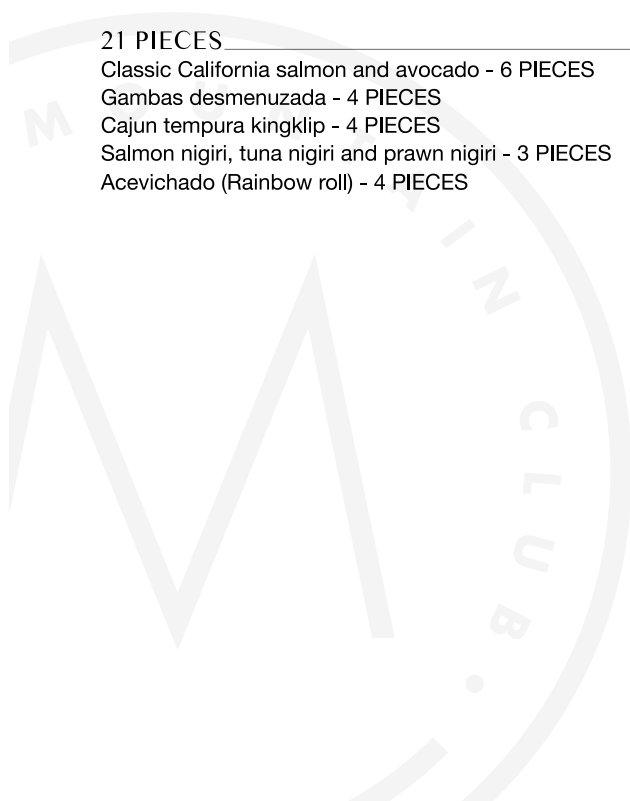 21 PIECES
Classic California salmon and avocado - 6 PIECES
Gambas desmenuzada - 4 PIECES
Cajun tempura kingklip - 4 PIECES
Salmon nigiri, tuna nigiri and prawn nigiri - 3 PIECES
Acevichado (Rainbow roll) - 4 PIECES
MOUNTAIN CLUB.
M